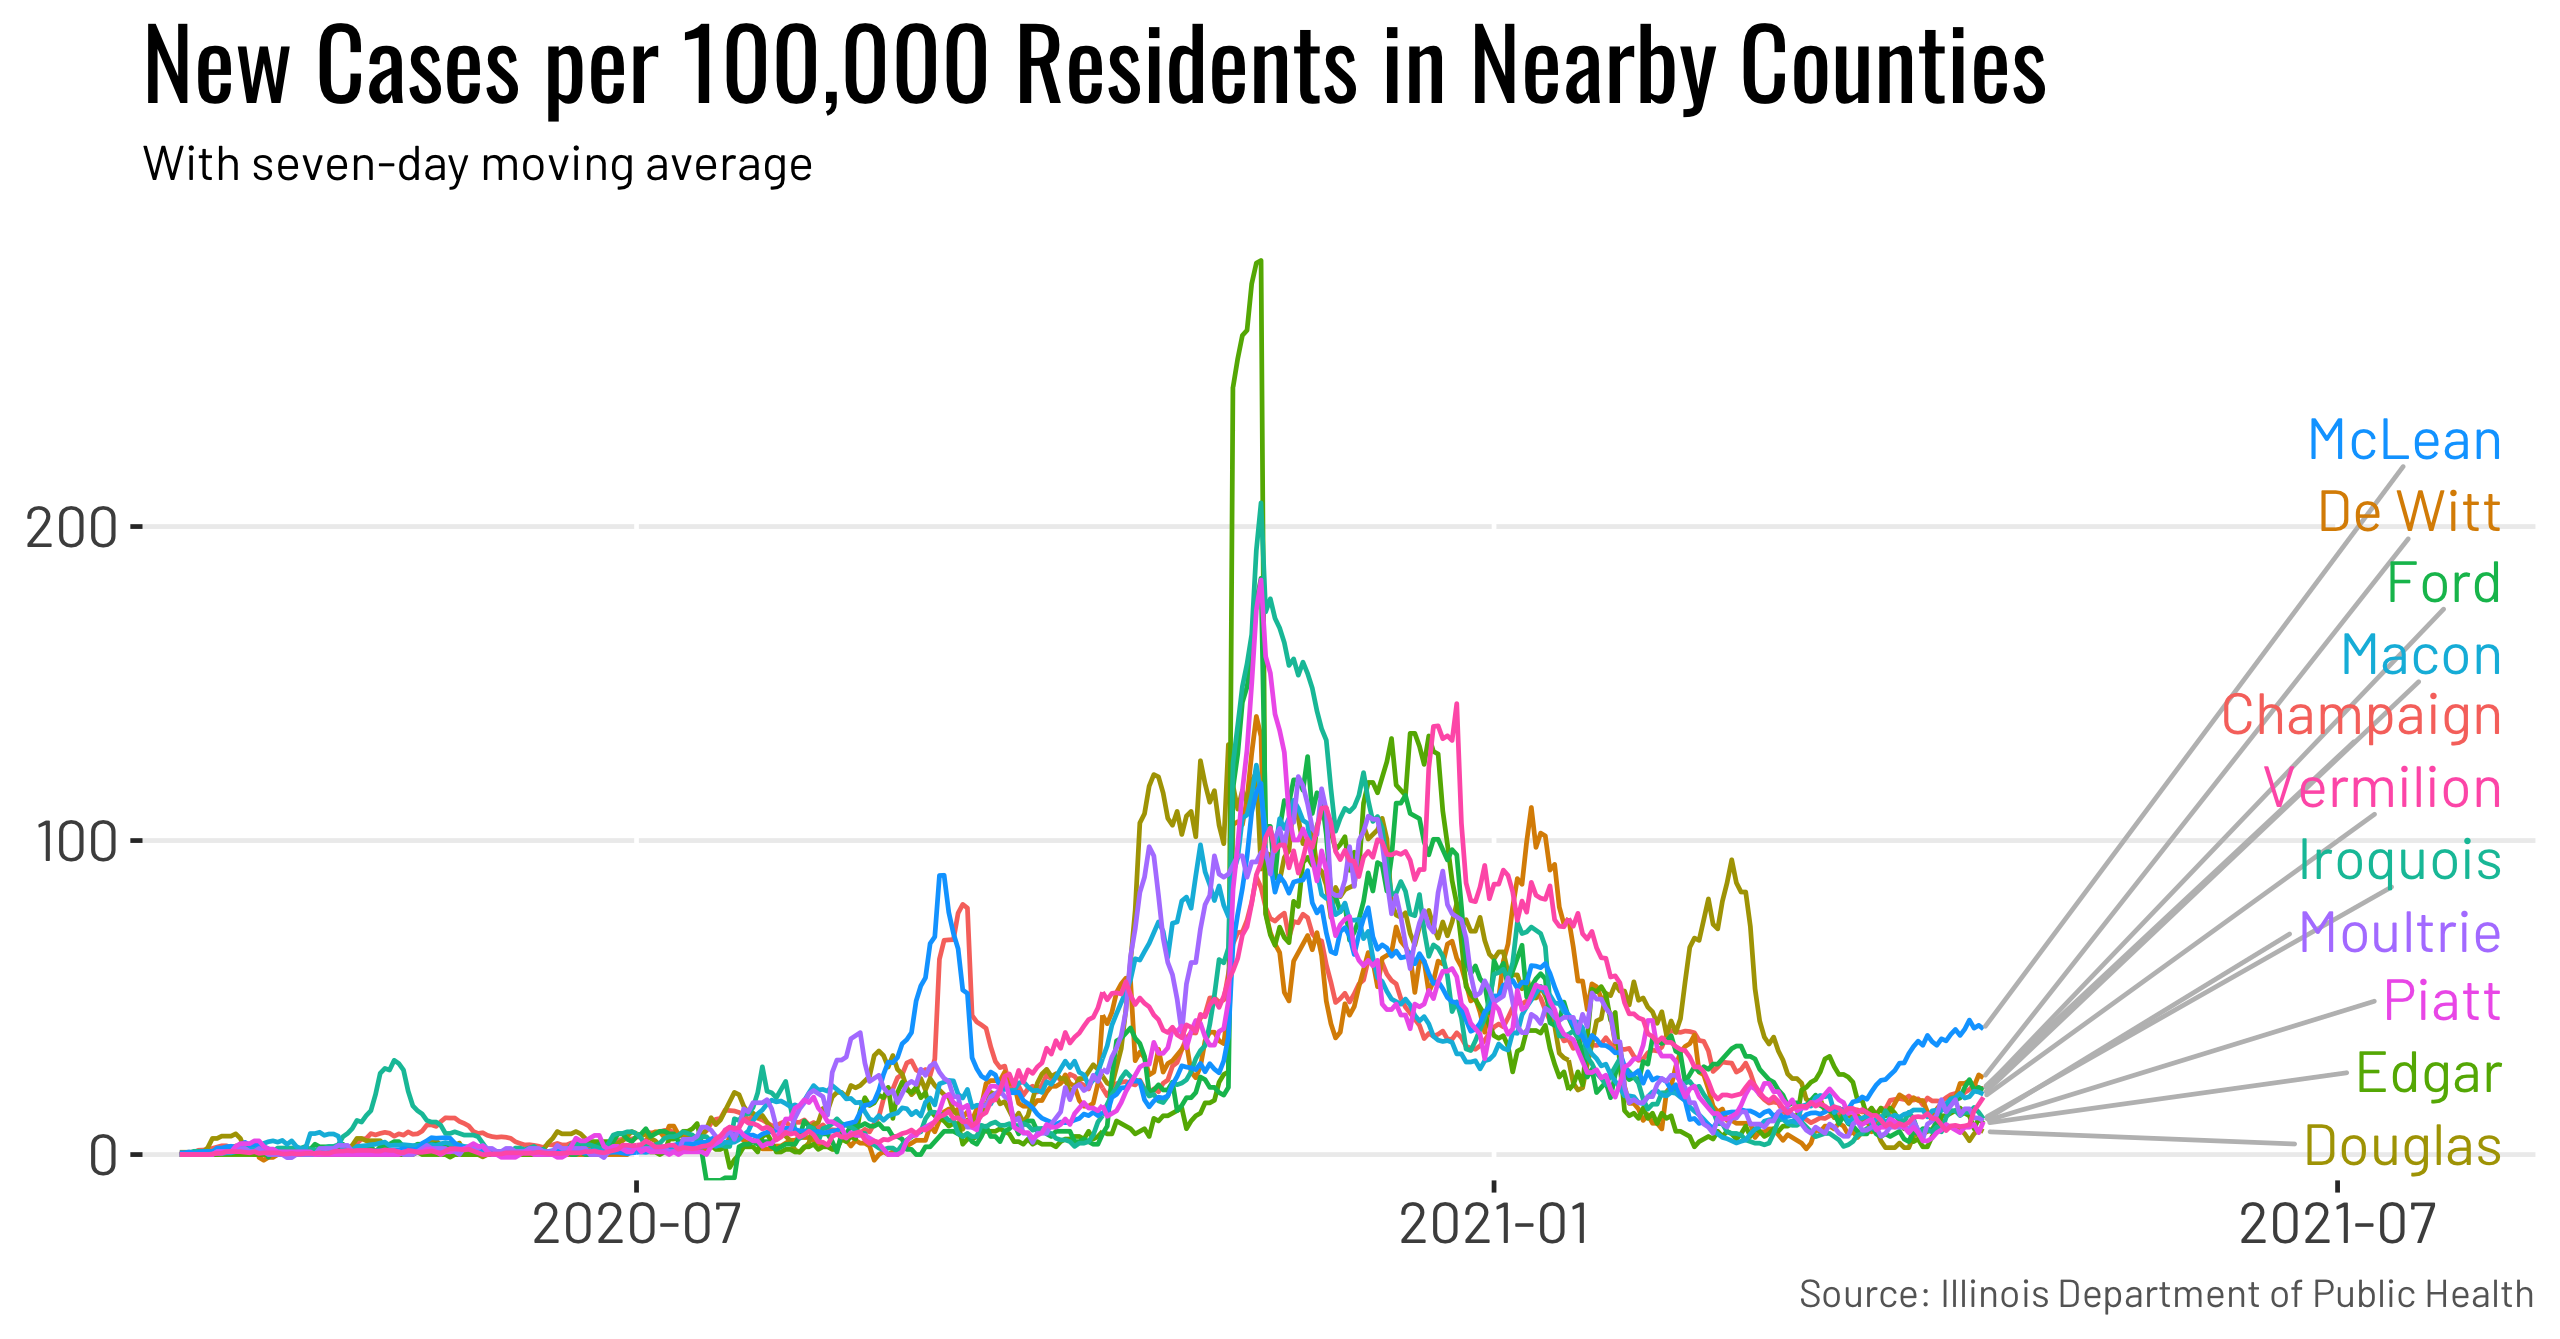 New Cases per 100,000 Residents in Nearby Counties
With seven-day moving average
200
100
0
McLean
De Witt
Ford
Macon
Champaign
Vermilion
Iroquois
Moultrie
Piatt
Edgar
Douglas
2020-07
2021-01
2021-07
Source: Illinois Department of Public Health